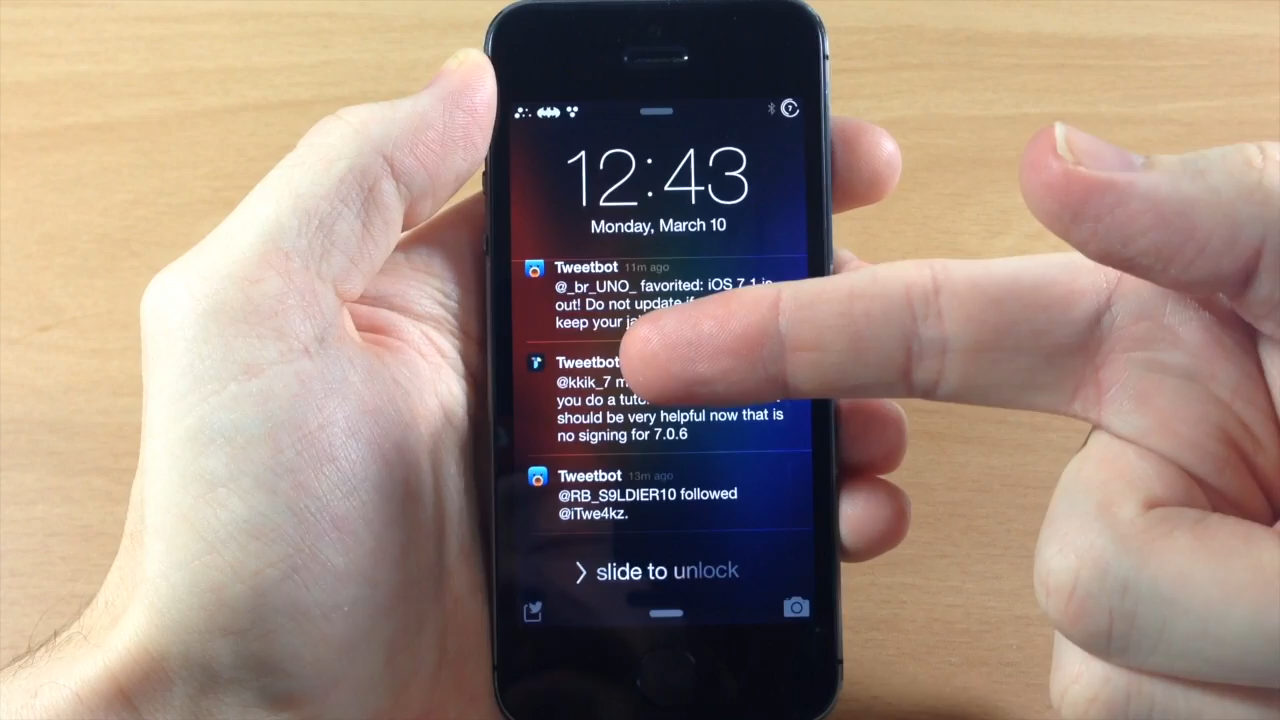 7
12:43
Monday, March 10
Tweetbot 11m ago
@_br_UNO_ favorited: iOS 7.1 is
out! Do not update
keep your
Tweetbot
@kkik_7
you do a
should be very helpful now that is
no signing for 7.0.6
Tweetbot 13m ago
@RB_S9LDIER10 followed
@iTwe4kz.
slide to unlock